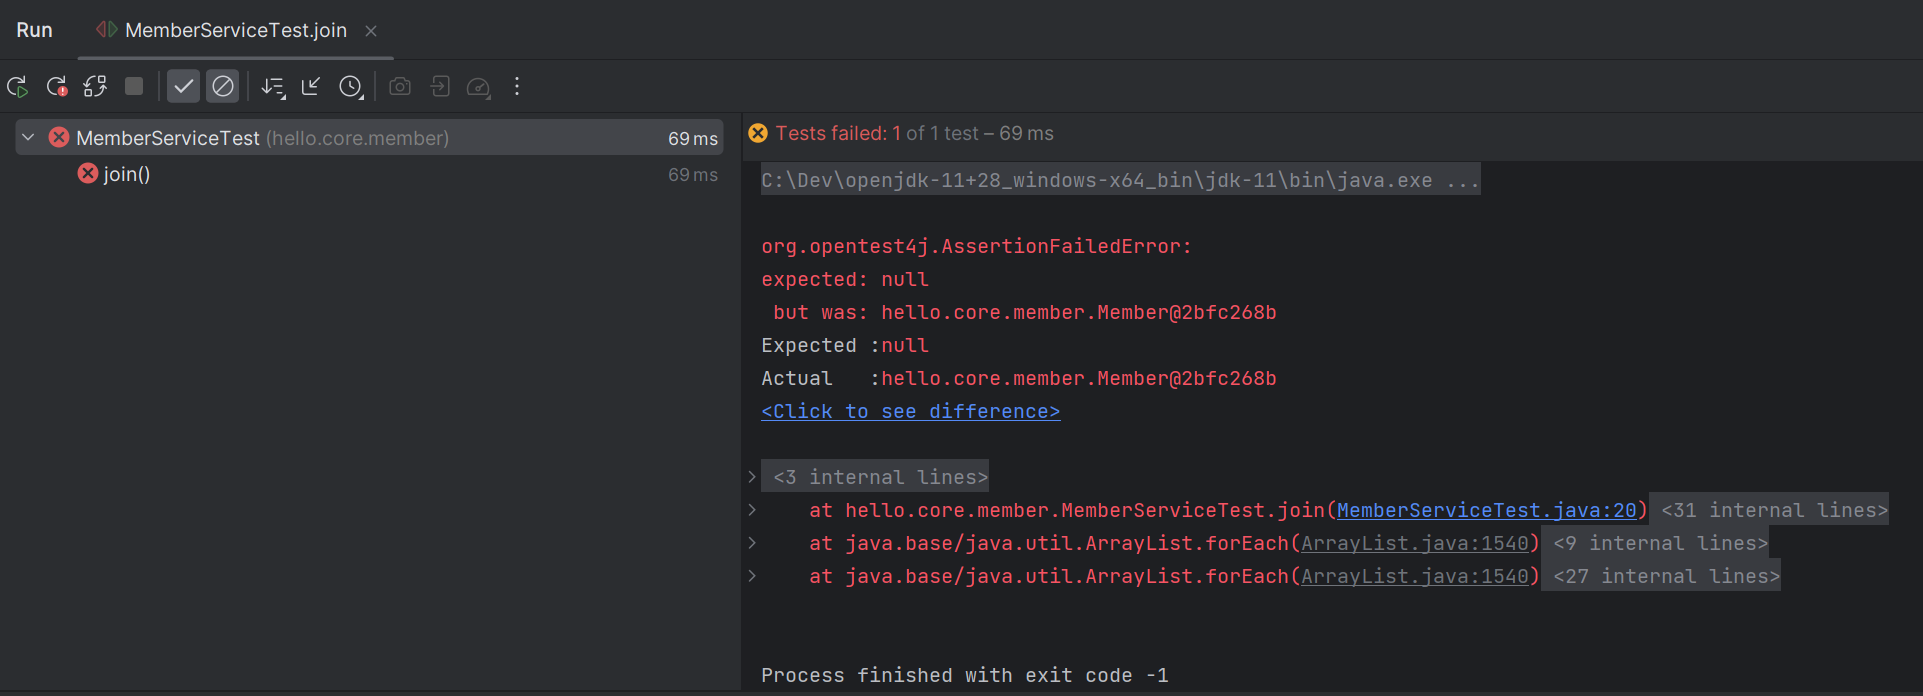 Run MemberServiceTest.join
MemberServiceTest (hello.core.member) 69 ms
join() 69 ms
Tests failed: 1 of 1 test – 69 ms
C:\Dev\openjdk-11+28_windows-x64_bin\jdk-11\bin\java.exe ...
org.opentest4j.AssertionFailedError:
expected: null
but was: hello.core.member.Member@2bfc268b
Expected :null
Actual   :hello.core.member.Member@2bfc268b
<Click to see difference>
<3 internal lines>
at hello.core.member.MemberServiceTest.join(MemberServiceTest.java:20) <31 internal lines>
at java.base/java.util.ArrayList.forEach(ArrayList.java:1540) <9 internal lines>
at java.base/java.util.ArrayList.forEach(ArrayList.java:1540) <27 internal lines>
Process finished with exit code -1